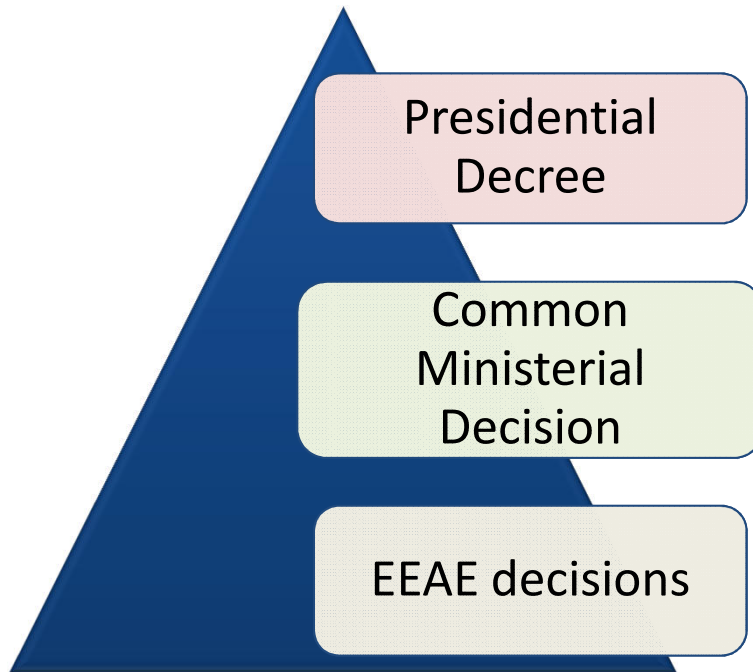 Presidential
Decree
Common
Ministerial
Decision
EEAE decisions